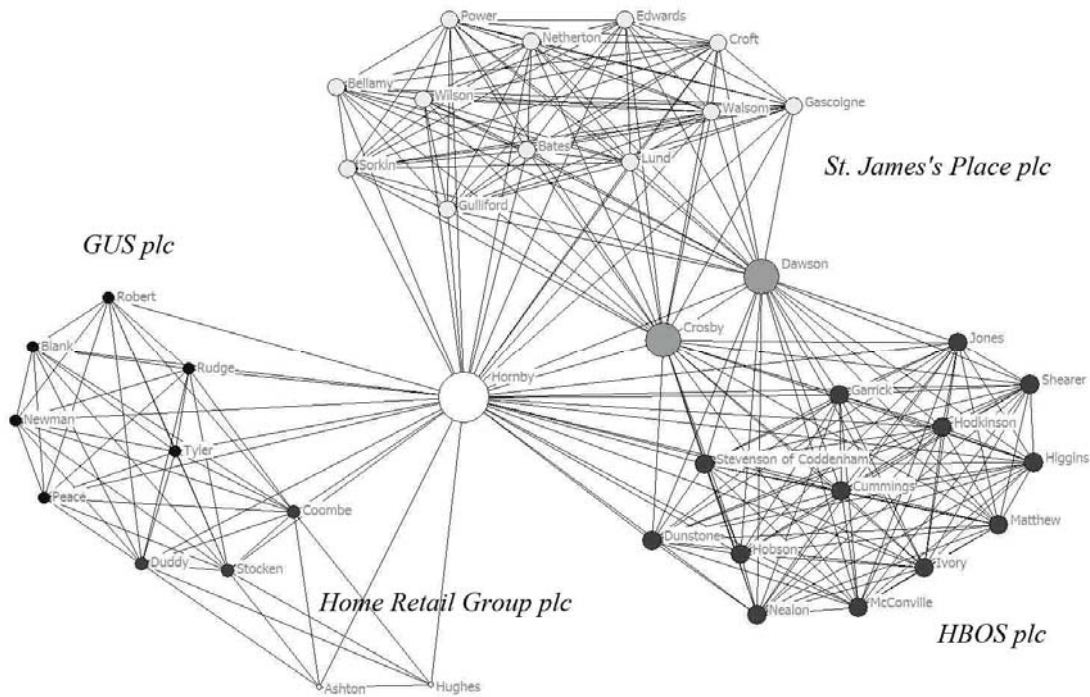 Power
Edwards
Netherton
Croft
Bellamy
Wilson
Walsom
Gascoigne
Bates
Lund
Sorkin
St. James's Place plc
Gulliford
GUS plc
Dawson
Robert
Crosby
Jones
Blank
Rudge
Hornby
Shearer
Garrick
Newman
Hodkinson
Tyler
Stevenson of Coddenham
Higgins
Cummings
Peace
Coombe
Matthew
Dunstone
Hobson
Duddy
Stocken
Ivory
Home Retail Group plc
McConville
Nealon
HBOS plc
Ashton
Hughes